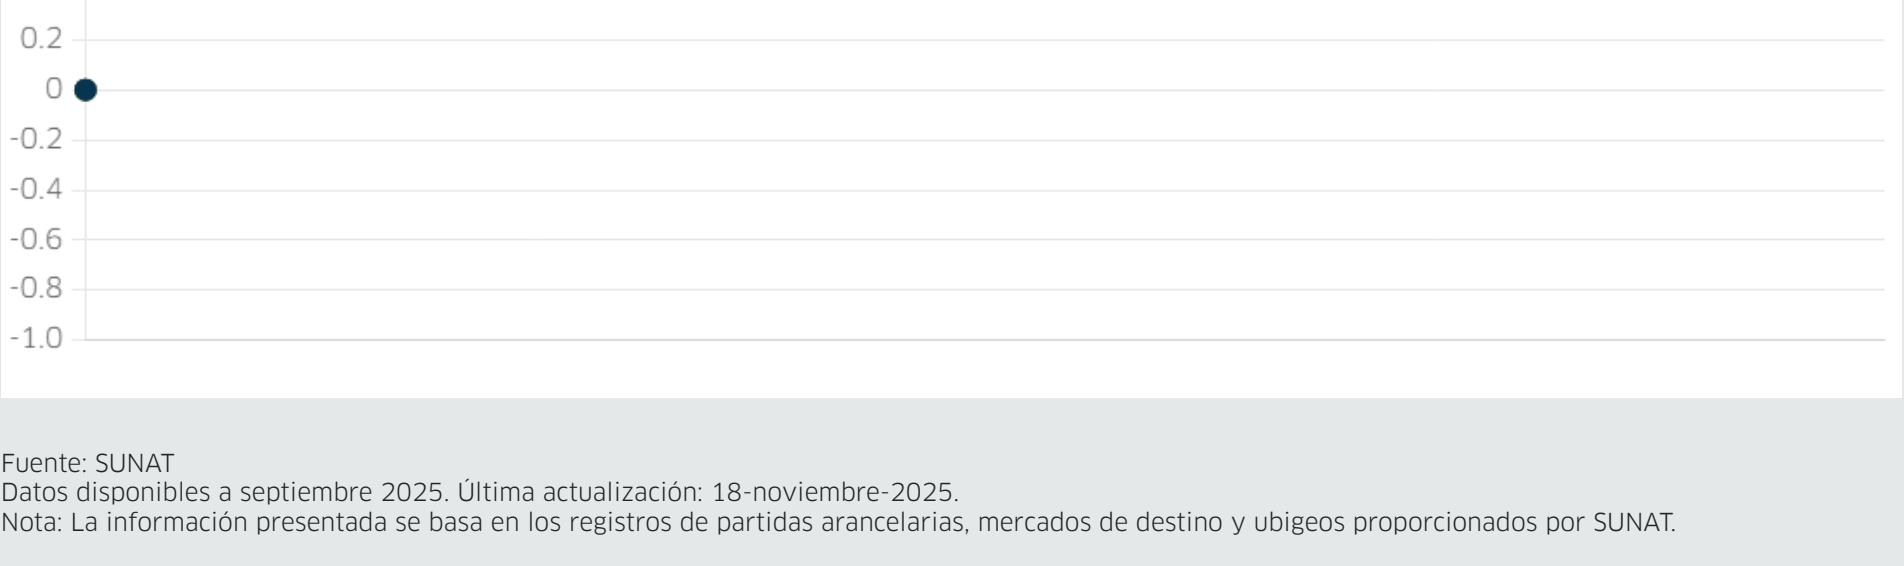 0.2
0
-0.2
-0.4
-0.6
-0.8
-1.0
Fuente: SUNAT
Datos disponibles a septiembre 2025. Última actualización: 18-noviembre-2025.
Nota: La información presentada se basa en los registros de partidas arancelarias, mercados de destino y ubigeos proporcionados por SUNAT.